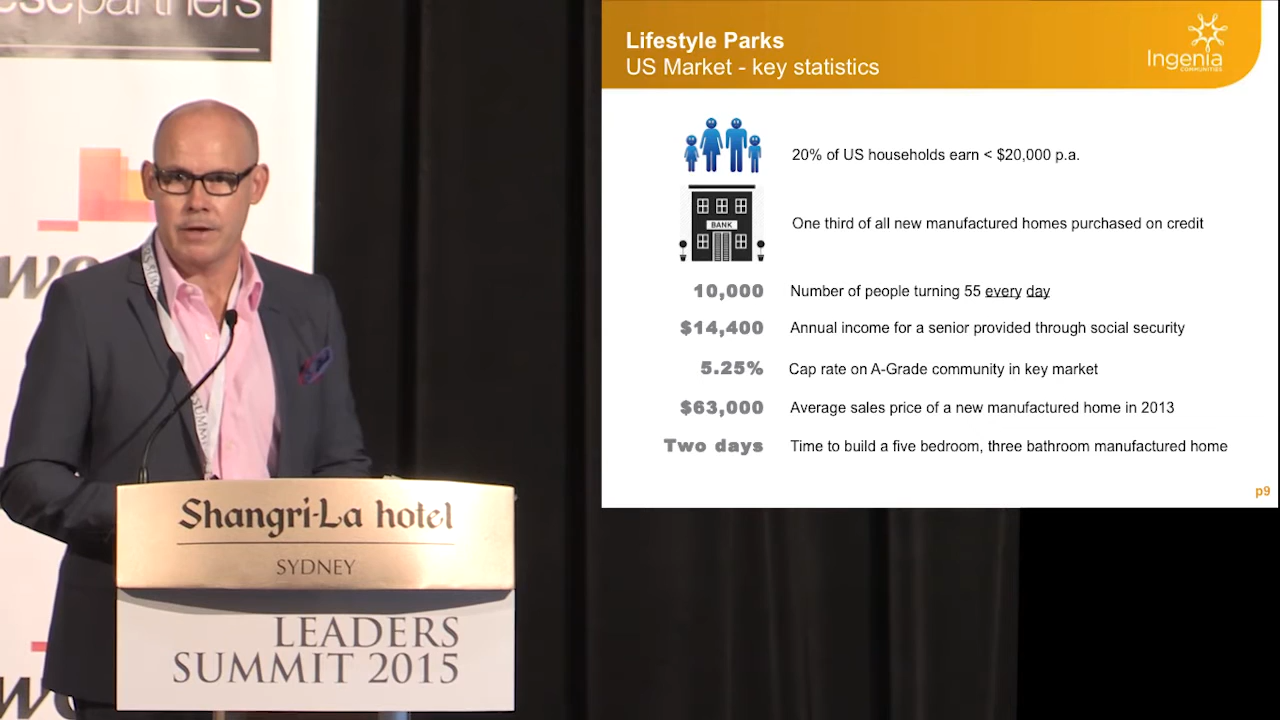 partners
Shangri-La hotel
SYDNEY
LEADERS
SUMMIT 2015
SUMMIT
Lifestyle Parks
US Market - key statistics
Ingenia
COMMUNITIES
20% of US households earn < $20,000 p.a.
BANK
One third of all new manufactured homes purchased on credit
10,000 Number of people turning 55 every day
$14,400 Annual income for a senior provided through social security
5.25% Cap rate on A-Grade community in key market
$63,000 Average sales price of a new manufactured home in 2013
Two days Time to build a five bedroom, three bathroom manufactured home
p9